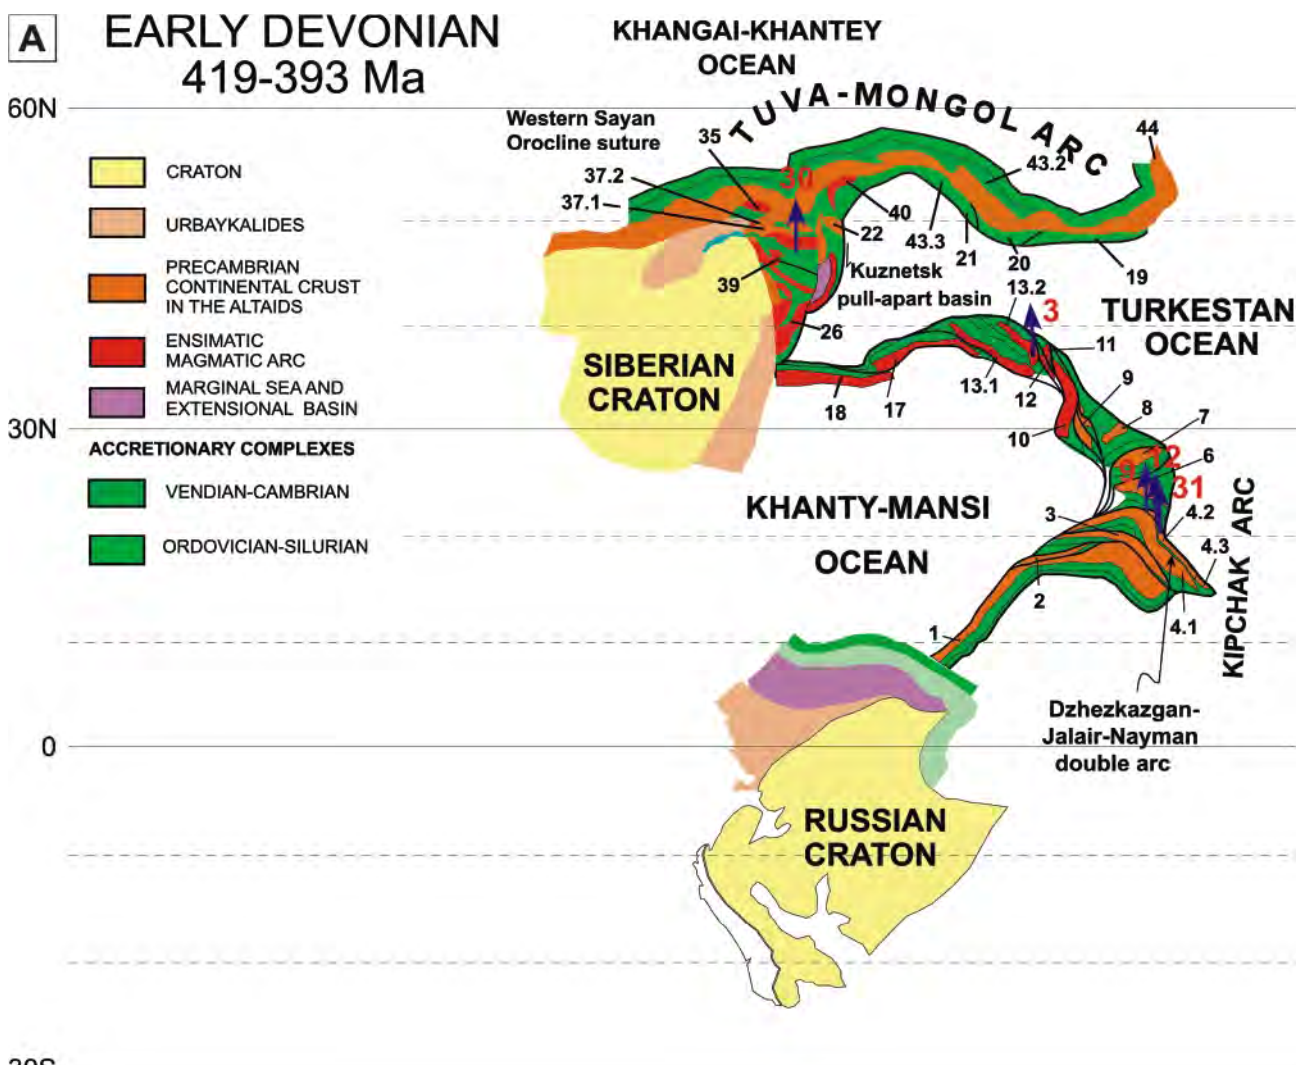 A
EARLY DEVONIAN
419-393 Ma
KHANGAI-KHANTEY
OCEAN
60N
TUVA-MONGOL ARC
Western Sayan
Orocline suture
35
37.2
37.1
30
44
43.2
40
22
43.3
21
20
19
39
Kuznetsk
pull-apart basin
13.2
3
TURKESTAN
OCEAN
26
11
CRATON
URBAYKALIDES
PRECAMBRIAN
CONTINENTAL CRUST
IN THE ALTAIDS
ENSIMATIC
MAGMATIC ARC
MARGINAL SEA AND
EXTENSIONAL BASIN
ACCRETIONARY COMPLEXES
VENDIAN-CAMBRIAN
ORDOVICIAN-SILURIAN
SIBERIAN
CRATON
18
17
13.1
12
9
10
8
7
30N
9
12
6
31
KHANTY-MANSI
OCEAN
3
4.2
4.3
2
4.1
1
KIPCHAK ARC
Dzhezkazgan-
Jalair-Nayman
double arc
0
RUSSIAN
CRATON
30S